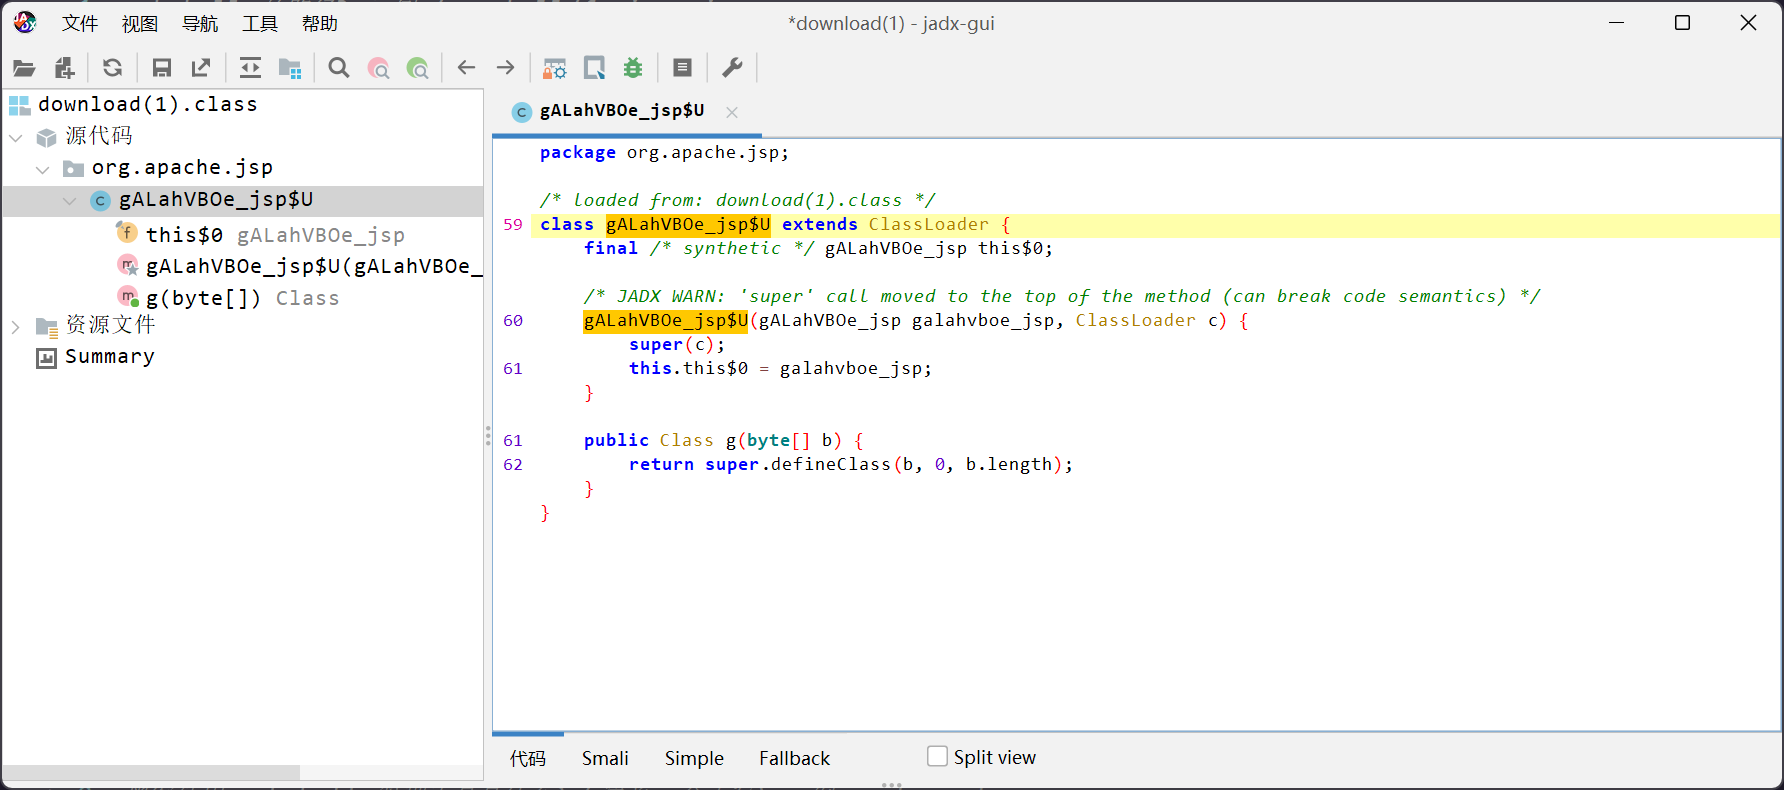 文件 视图 导航 工具 帮助
*download(1) - jadx-gui
download(1).class
源代码
org.apache.jsp
gALahVBOe_jsp$U
this$0 gALahVBOe_jsp
gALahVBOe_jsp$U(gALahVBOe_
g(byte[]) Class
资源文件
Summary
gALahVBOe_jsp$U
package org.apache.jsp;
/* loaded from: download(1).class */
59 class gALahVBOe_jsp$U extends ClassLoader {
final /* synthetic */ gALahVBOe_jsp this$0;
/* JADX WARN: 'super' call moved to the top of the method (can break code semantics) */
60 gALahVBOe_jsp$U(gALahVBOe_jsp galahvboe_jsp, ClassLoader c) {
super(c);
61 this.this$0 = galahvboe_jsp;
}
61 public Class g(byte[] b) {
62 return super.defineClass(b, 0, b.length);
}
}
代码 Smali Simple Fallback Split view